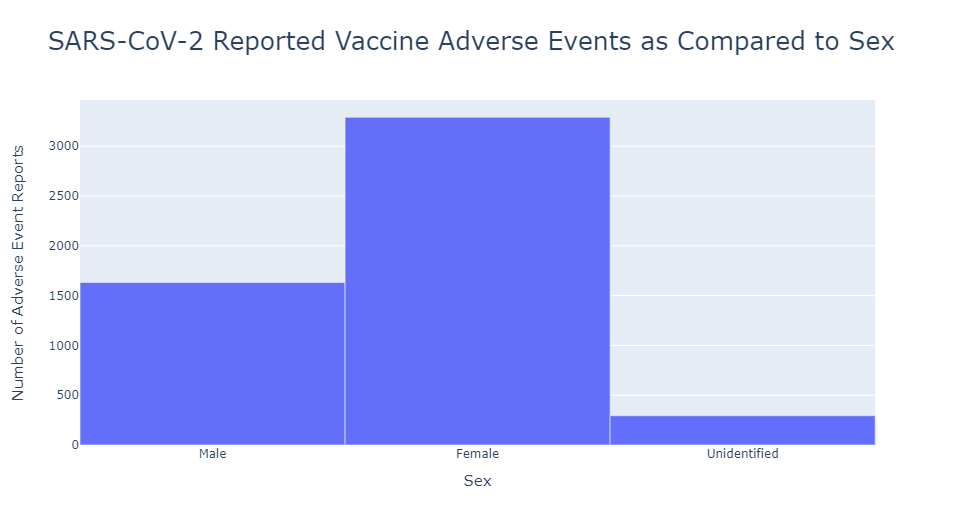 SARS-CoV-2 Reported Vaccine Adverse Events as Compared to Sex
Number of Adverse Event Reports
3000
2500
2000
1500
1000
500
0
Male Female Unidentified
Sex